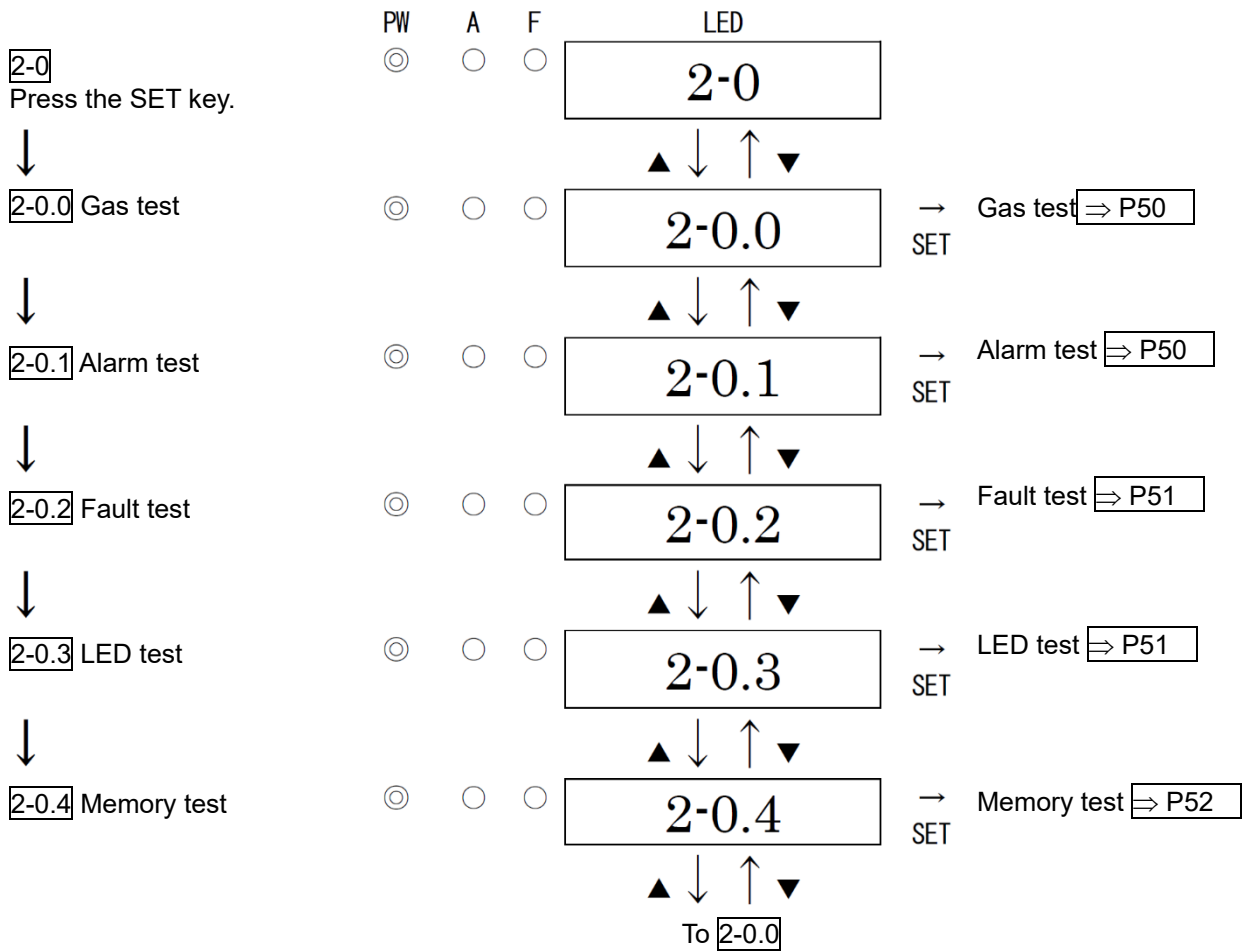 PW A F LED
2-0 ◎ ○ ○ 2-0
Press the SET key.
↓ ▲ ↓ ↑ ▼
2-0.0 Gas test ◎ ○ ○ 2-0.0 → Gas test ⇒ P50
SET
↓ ▲ ↓ ↑ ▼
2-0.1 Alarm test ◎ ○ ○ 2-0.1 → Alarm test ⇒ P50
SET
↓ ▲ ↓ ↑ ▼
2-0.2 Fault test ◎ ○ ○ 2-0.2 → Fault test ⇒ P51
SET
↓ ▲ ↓ ↑ ▼
2-0.3 LED test ◎ ○ ○ 2-0.3 → LED test ⇒ P51
SET
↓ ▲ ↓ ↑ ▼
2-0.4 Memory test ◎ ○ ○ 2-0.4 → Memory test ⇒ P52
SET
▲ ↓ ↑ ▼
To 2-0.0